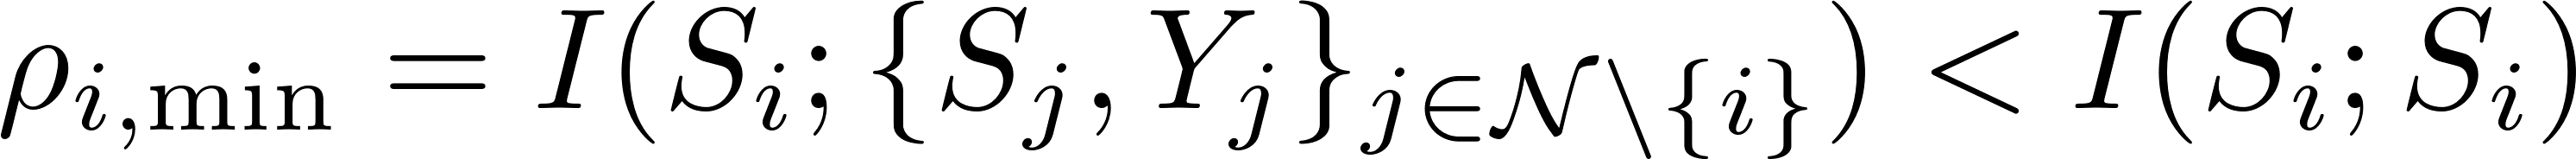 ρ_{i,min} = I(S_i; {S_j, Y_j}_{j∈𝒩\{i}}) < I(S_i; S_i)